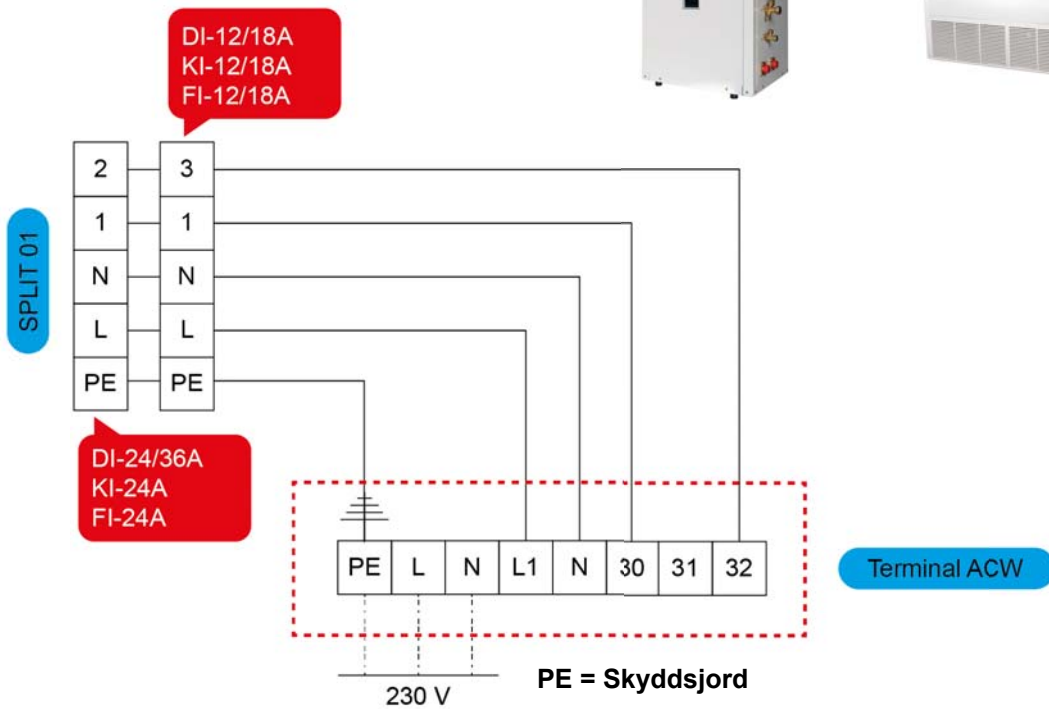 DI-12/18A
KI-12/18A
FI-12/18A
SPLIT 01
2 3
1 1
N N
L L
PE PE
DI-24/36A
KI-24A
FI-24A
PE L N L1 N 30 31 32
Terminal ACW
230 V
PE = Skyddsjord